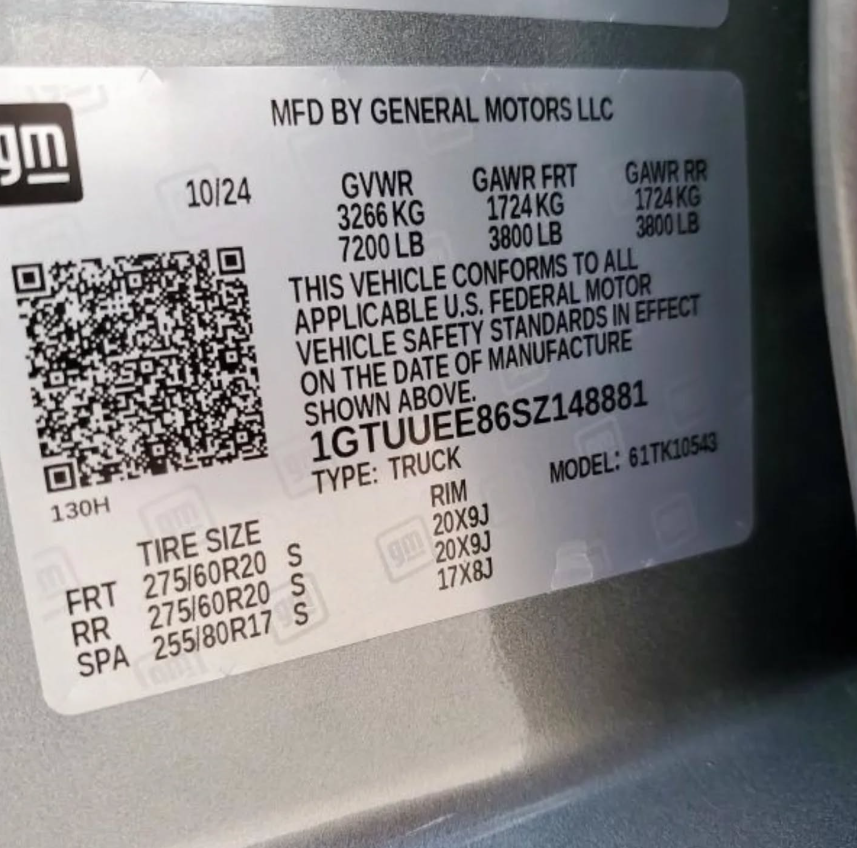 gm
MFD BY GENERAL MOTORS LLC
10/24 GVWR GAWR FRT GAWR RR
3266 KG 1724 KG 1724 KG
7200 LB 3800 LB 3800 LB
THIS VEHICLE CONFORMS TO ALL
APPLICABLE U.S. FEDERAL MOTOR
VEHICLE SAFETY STANDARDS IN EFFECT
ON THE DATE OF MANUFACTURE
SHOWN ABOVE.
1GTUUEE86SZ148881
TYPE: TRUCK MODEL: 61TK10543
130H
TIRE SIZE RIM
FRT 275/60R20 S 20X9J
RR 275/60R20 S 20X9J
SPA 255/80R17 S 17X8J
gm